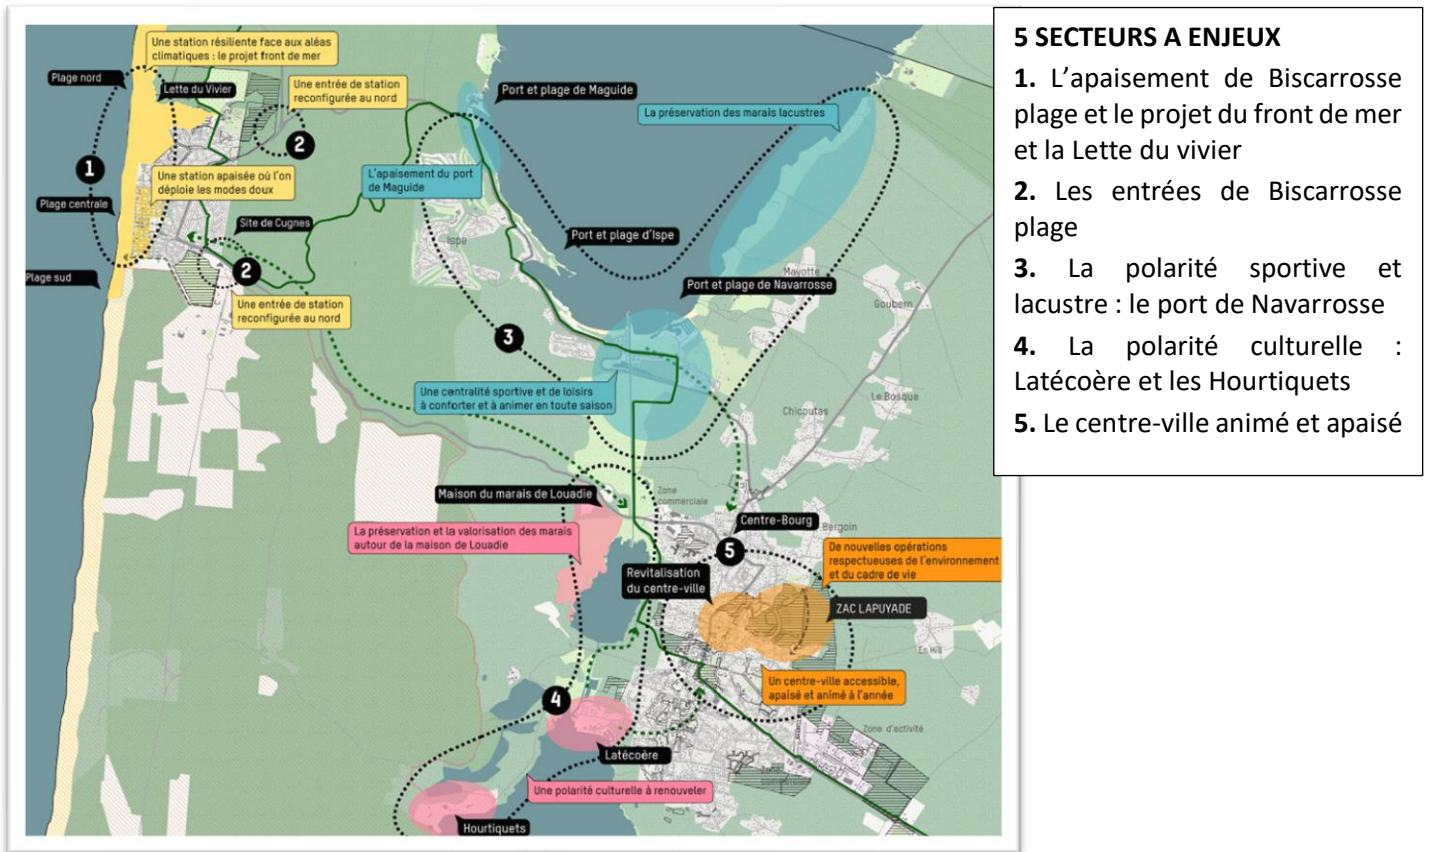 Une station résiliente face aux aléas
climatiques : le projet front de mer
Plage nord
Lette du Vivier
Une entrée de station
reconfigurée au nord
2
1
Une station apaisée où l'on
déploie les modes doux
Plage centrale
Site de Cugnes
Plage sud
2
Une entrée de station
reconfigurée au nord
Port et plage de Maguide
La préservation des marais lacustres
L'apaisement du port
de Maguide
Ispe
Port et plage d'Ispe
Mayotte
Port et plage de Navarrosse
Goubern
3
Une centralité sportive et de loisirs
à conforter et à animer en toute saison
Le Bosque
Chicoutas
Maison du marais de Louadie
Zone
commerciale
La préservation et la valorisation des marais
autour de la maison de Louadie
Centre-Bourg
Bergoin
5
De nouvelles opérations
respectueuses de l'environnement
et du cadre de vie
Revitalisation
du centre-ville
ZAC LAPUYADE
En Hill
Un centre-ville accessible,
apaisé et animé à l'année
4
Zone d'activité
Latécoère
Une polarité culturelle à renouveler
Hourtiquets
5 SECTEURS A ENJEUX
1. L'apaisement de Biscarrosse
plage et le projet du front de mer
et la Lette du vivier
2. Les entrées de Biscarrosse
plage
3. La polarité sportive et
lacustre : le port de Navarrosse
4. La polarité culturelle :
Latécoère et les Hourtiquets
5. Le centre-ville animé et apaisé